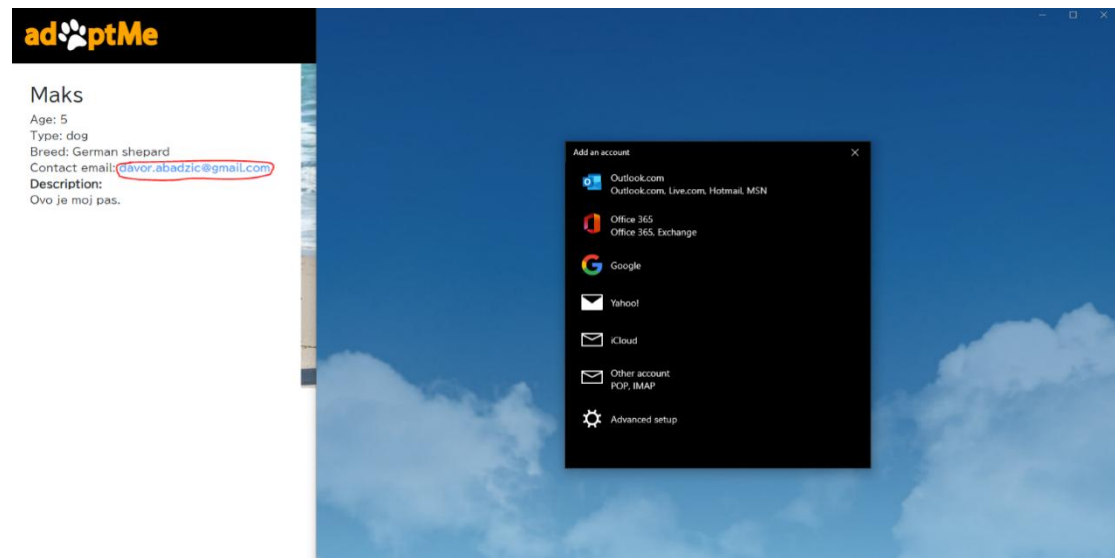 adoptMe
Maks
Age: 5
Type: dog
Breed: German shepard
Contact email: davor.abadzic@gmail.com
Description:
Ovo je moj pas.
Add an account
Outlook.com
Outlook.com, Live.com, Hotmail, MSN
Office 365
Office 365, Exchange
Google
Yahoo!
iCloud
Other account
POP, IMAP
Advanced setup